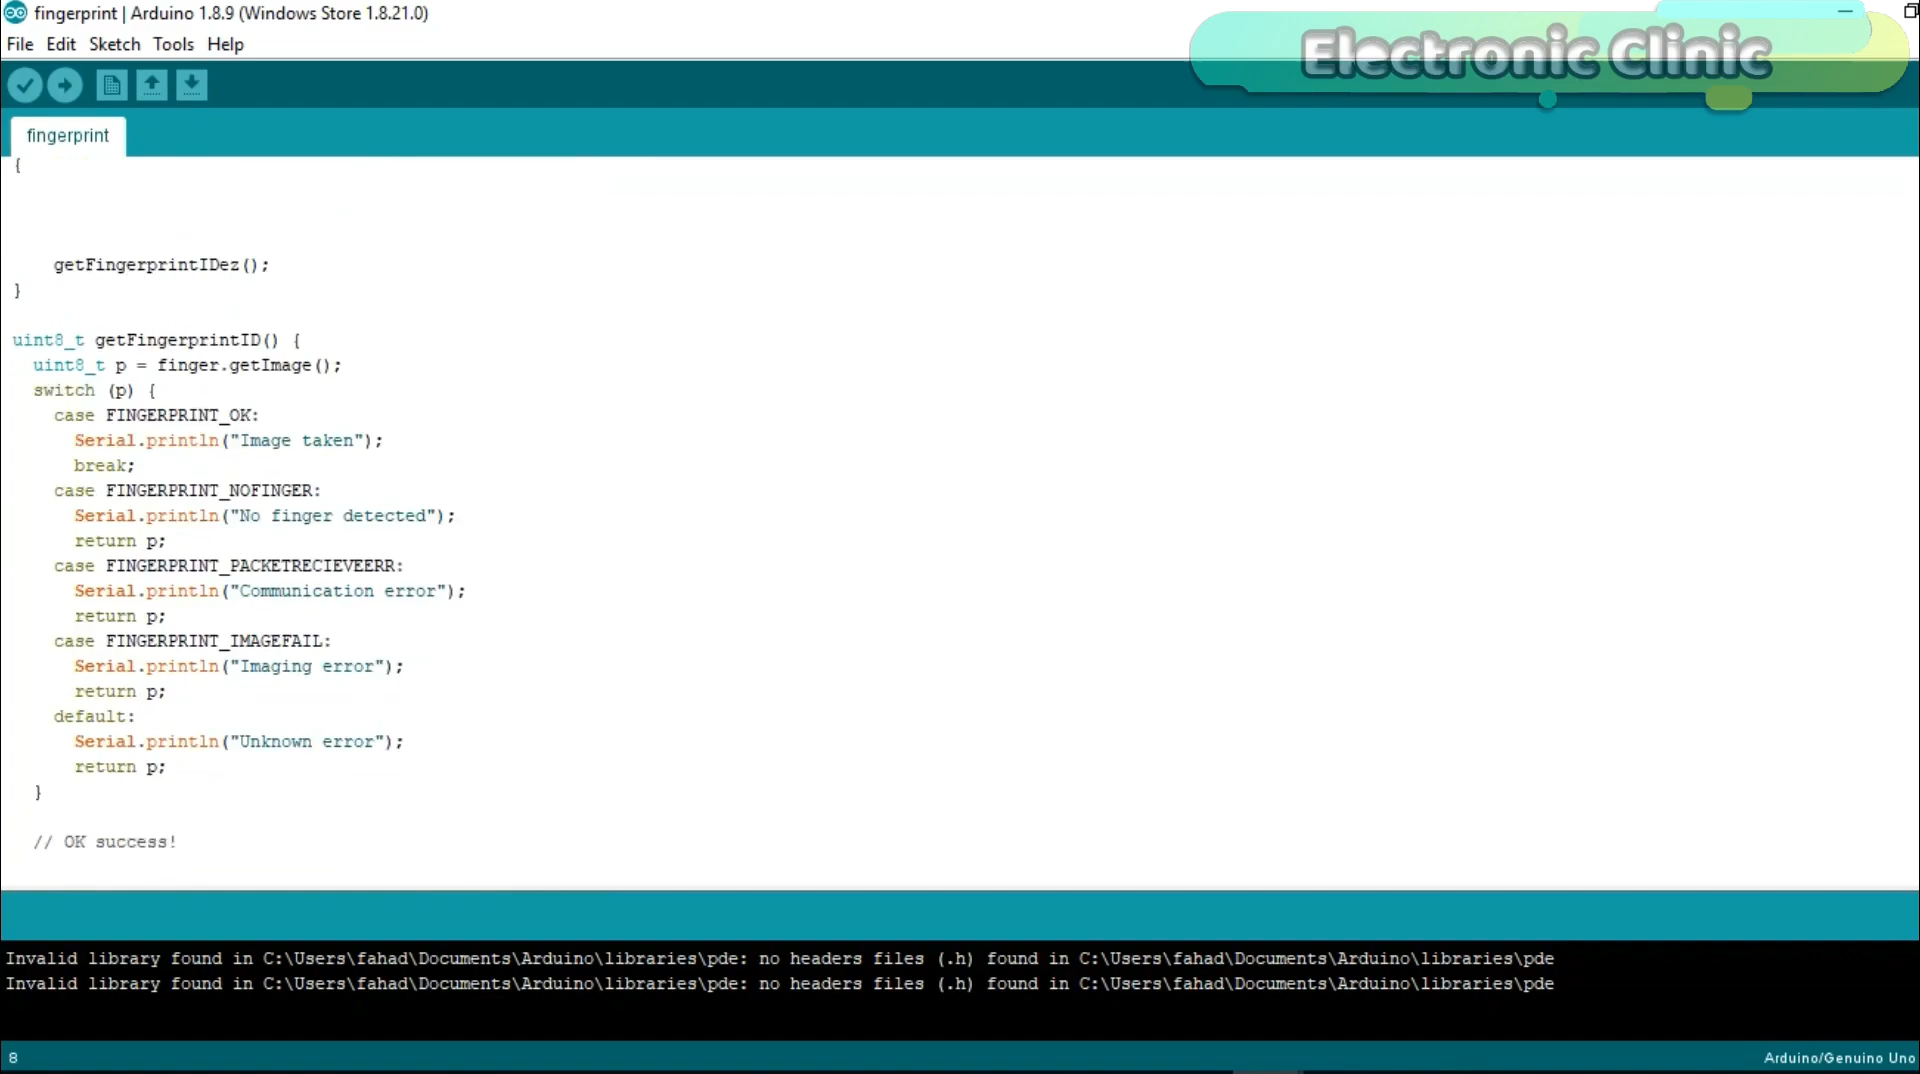 fingerprint | Arduino 1.8.9 (Windows Store 1.8.21.0)
Electronic Clinic
File Edit Sketch Tools Help
fingerprint
{
getFingerprintIDez();
}
uint8_t getFingerprintID() {
uint8_t p = finger.getImage();
switch (p) {
case FINGERPRINT_OK:
Serial.println("Image taken");
break;
case FINGERPRINT_NOFINGER:
Serial.println("No finger detected");
return p;
case FINGERPRINT_PACKETRECIEVEERR:
Serial.println("Communication error");
return p;
case FINGERPRINT_IMAGEFAIL:
Serial.println("Imaging error");
return p;
default:
Serial.println("Unknown error");
return p;
}
// OK success!
Invalid library found in C:\Users\fahad\Documents\Arduino\libraries\pde: no headers files (.h) found in C:\Users\fahad\Documents\Arduino\libraries\pde
Invalid library found in C:\Users\fahad\Documents\Arduino\libraries\pde: no headers files (.h) found in C:\Users\fahad\Documents\Arduino\libraries\pde
8
Arduino/Genuino Uno